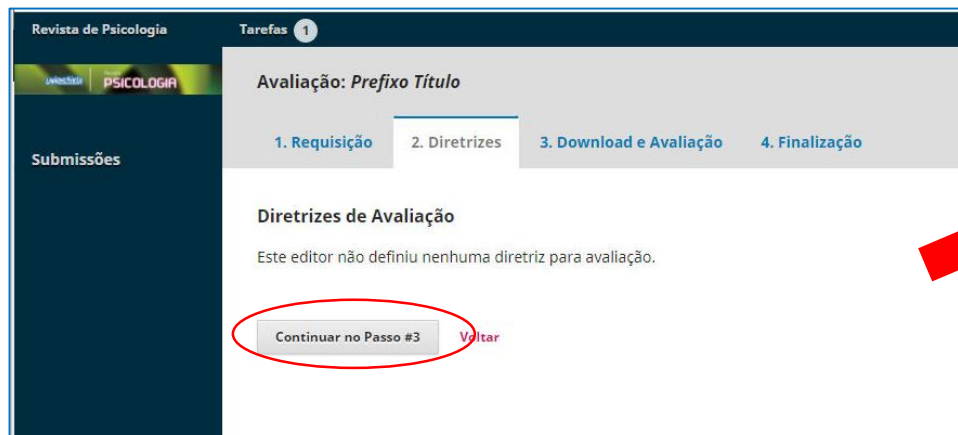 Revista de Psicologia
Tarefas 1
PSICOLOGIA
Submissões
Avaliação: Prefixo Título
1. Requisição
2. Diretrizes
3. Download e Avaliação
4. Finalização
Diretrizes de Avaliação
Este editor não definiu nenhuma diretriz para avaliação.
Continuar no Passo #3
Voltar